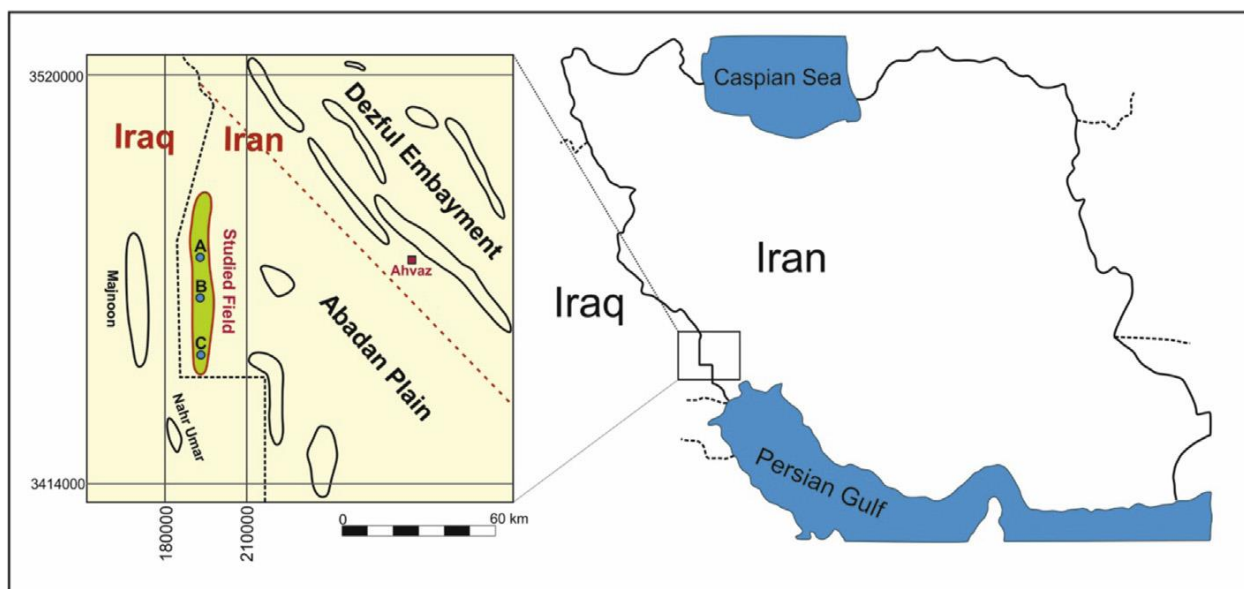 3520000
3414000
180000
210000
Iraq
Iran
Dezful Embayment
Abadan Plain
Ahvaz
Studied Field
A
B
C
Majnoon
Nahr Umar
0
60 km
Caspian Sea
Iran
Iraq
Persian Gulf